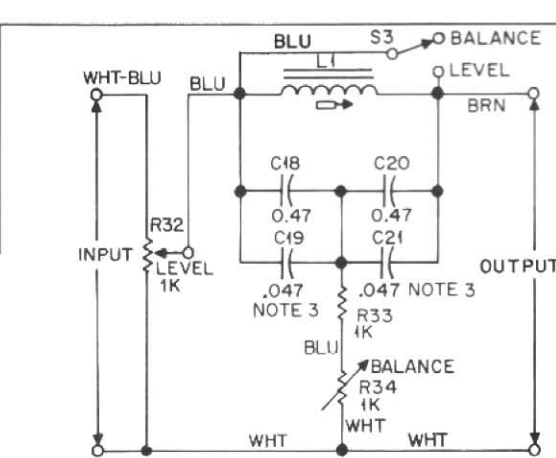 BLU S3 BALANCE
L1
WHT-BLU BLU LEVEL
BRN
C18 C20
0.47 0.47
R32 C19 C21
INPUT LEVEL OUTPUT
1K .047 .047 NOTE 3
NOTE 3 R33
1K
BLU
BALANCE
R34
1K
WHT
WHT WHT